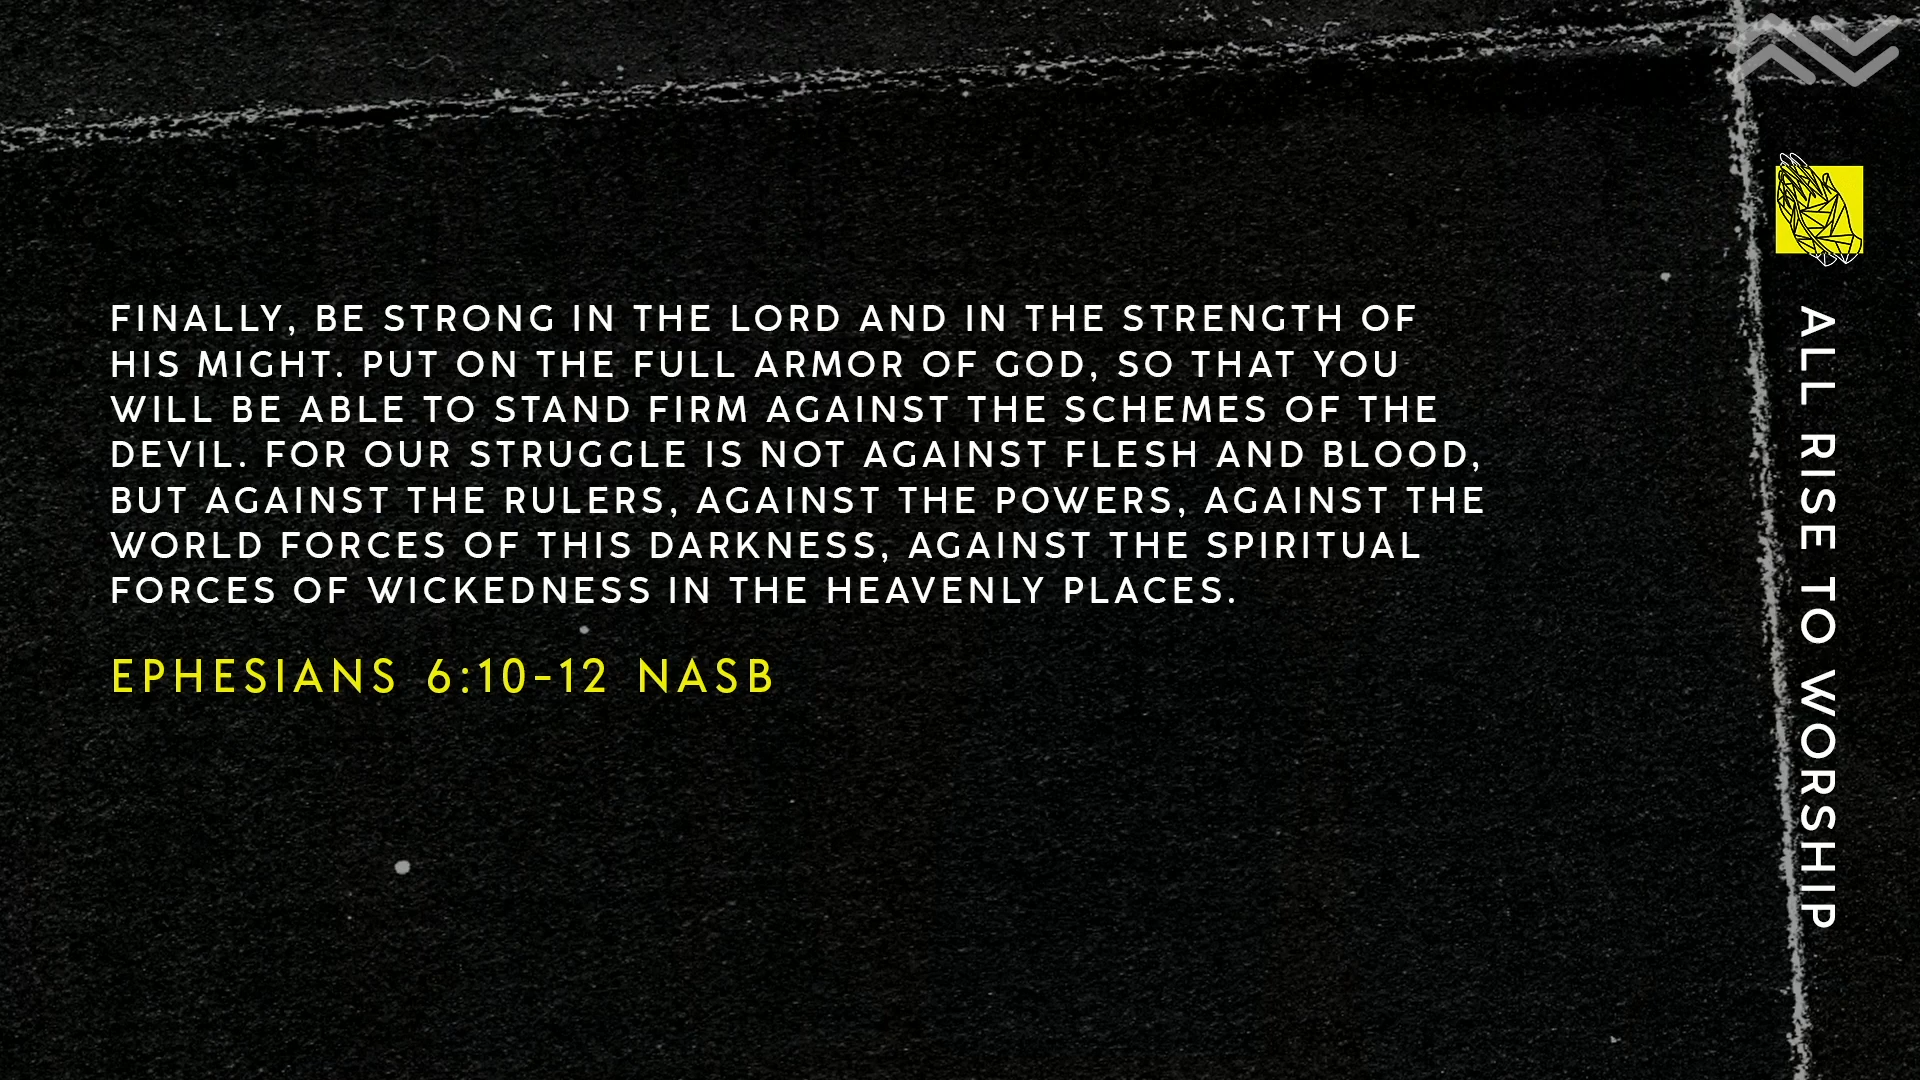 FINALLY, BE STRONG IN THE LORD AND IN THE STRENGTH OF
HIS MIGHT. PUT ON THE FULL ARMOR OF GOD, SO THAT YOU
WILL BE ABLE TO STAND FIRM AGAINST THE SCHEMES OF THE
DEVIL. FOR OUR STRUGGLE IS NOT AGAINST FLESH AND BLOOD,
BUT AGAINST THE RULERS, AGAINST THE POWERS, AGAINST THE
WORLD FORCES OF THIS DARKNESS, AGAINST THE SPIRITUAL
FORCES OF WICKEDNESS IN THE HEAVENLY PLACES.
EPHESIANS 6:10-12 NASB
ALL RISE TO WORSHIP